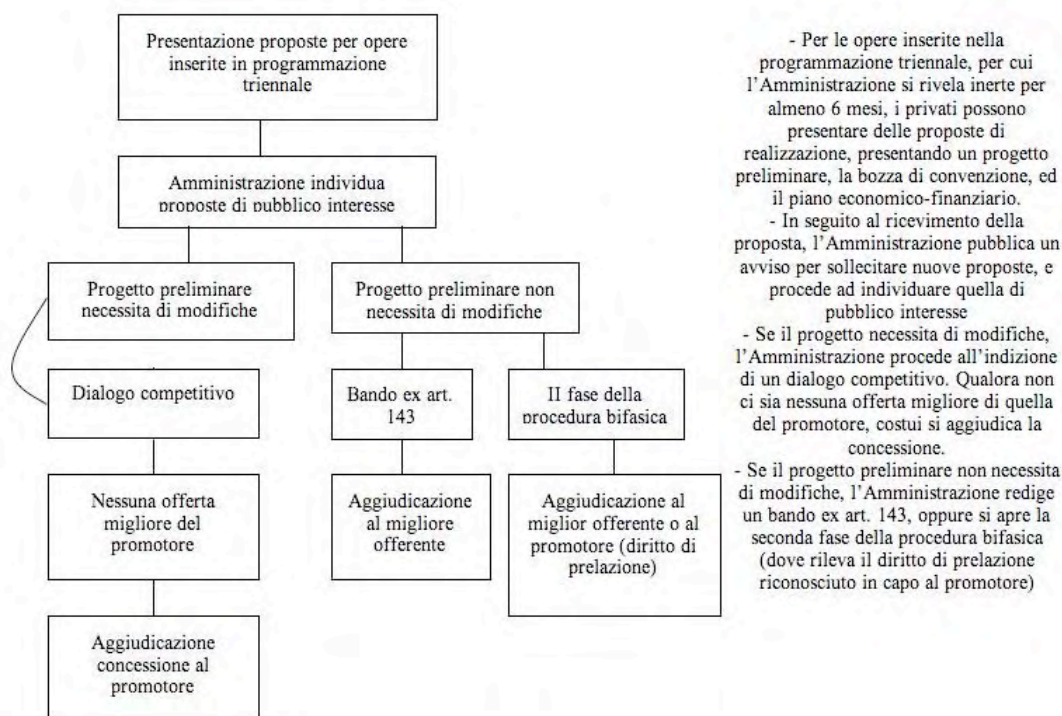 Presentazione proposte per opere
inserite in programmazione
triennale
Amministrazione individua
proposte di pubblico interesse
Progetto preliminare
necessita di modifiche
Progetto preliminare non
necessita di modifiche
Dialogo competitivo
Bando ex art.
143
II fase della
procedura bifasica
Nessuna offerta
migliore del
promotore
Aggiudicazione
al migliore
offerente
Aggiudicazione al
miglior offerente o al
promotore (diritto di
prelazione)
Aggiudicazione
concessione al
promotore
- Per le opere inserite nella
programmazione triennale, per cui
l'Amministrazione si rivela inerte per
almeno 6 mesi, i privati possono
presentare delle proposte di
realizzazione, presentando un progetto
preliminare, la bozza di convenzione, ed
il piano economico-finanziario.
- In seguito al ricevimento della
proposta, l'Amministrazione pubblica un
avviso per sollecitare nuove proposte, e
procede ad individuare quella di
pubblico interesse
- Se il progetto necessita di modifiche,
l'Amministrazione procede all'indizione
di un dialogo competitivo. Qualora non
ci sia nessuna offerta migliore di quella
del promotore, costui si aggiudica la
concessione.
- Se il progetto preliminare non necessita
di modifiche, l'Amministrazione redige
un bando ex art. 143, oppure si apre la
seconda fase della procedura bifasica
(dove rileva il diritto di prelazione
riconosciuto in capo al promotore)